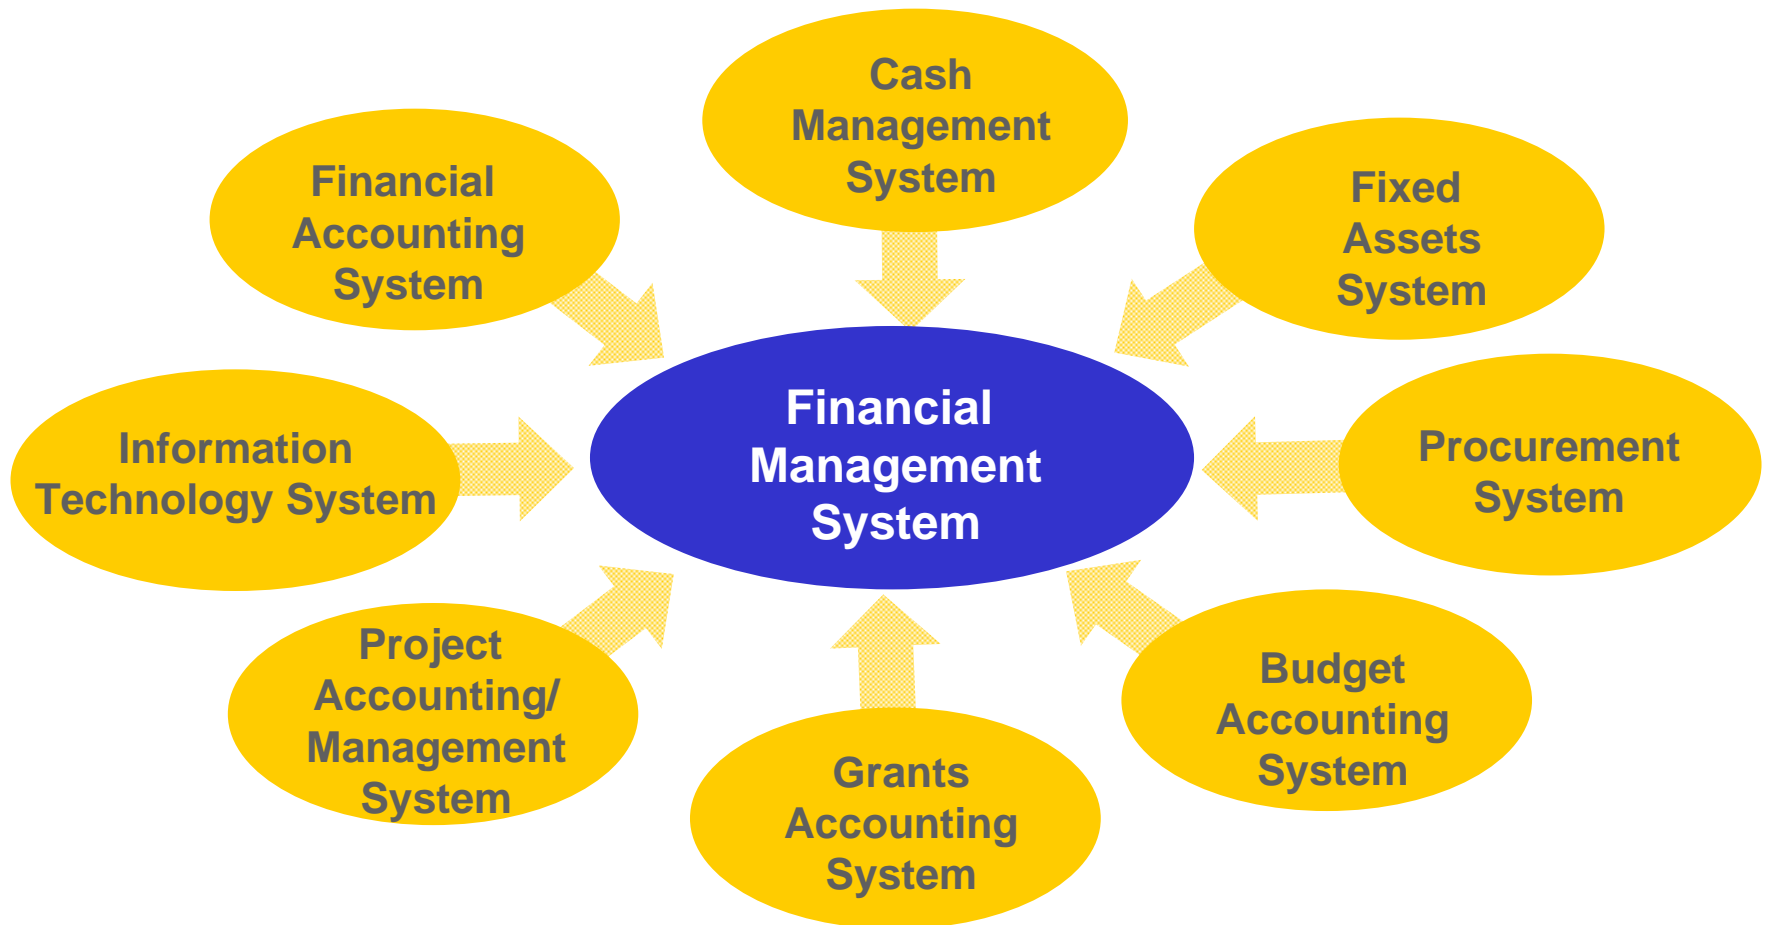 Cash
Management
System
Financial
Accounting
System
Fixed
Assets
System
Financial
Management
System
Information
Technology System
Procurement
System
Project
Accounting/
Management
System
Budget
Accounting
System
Grants
Accounting
System